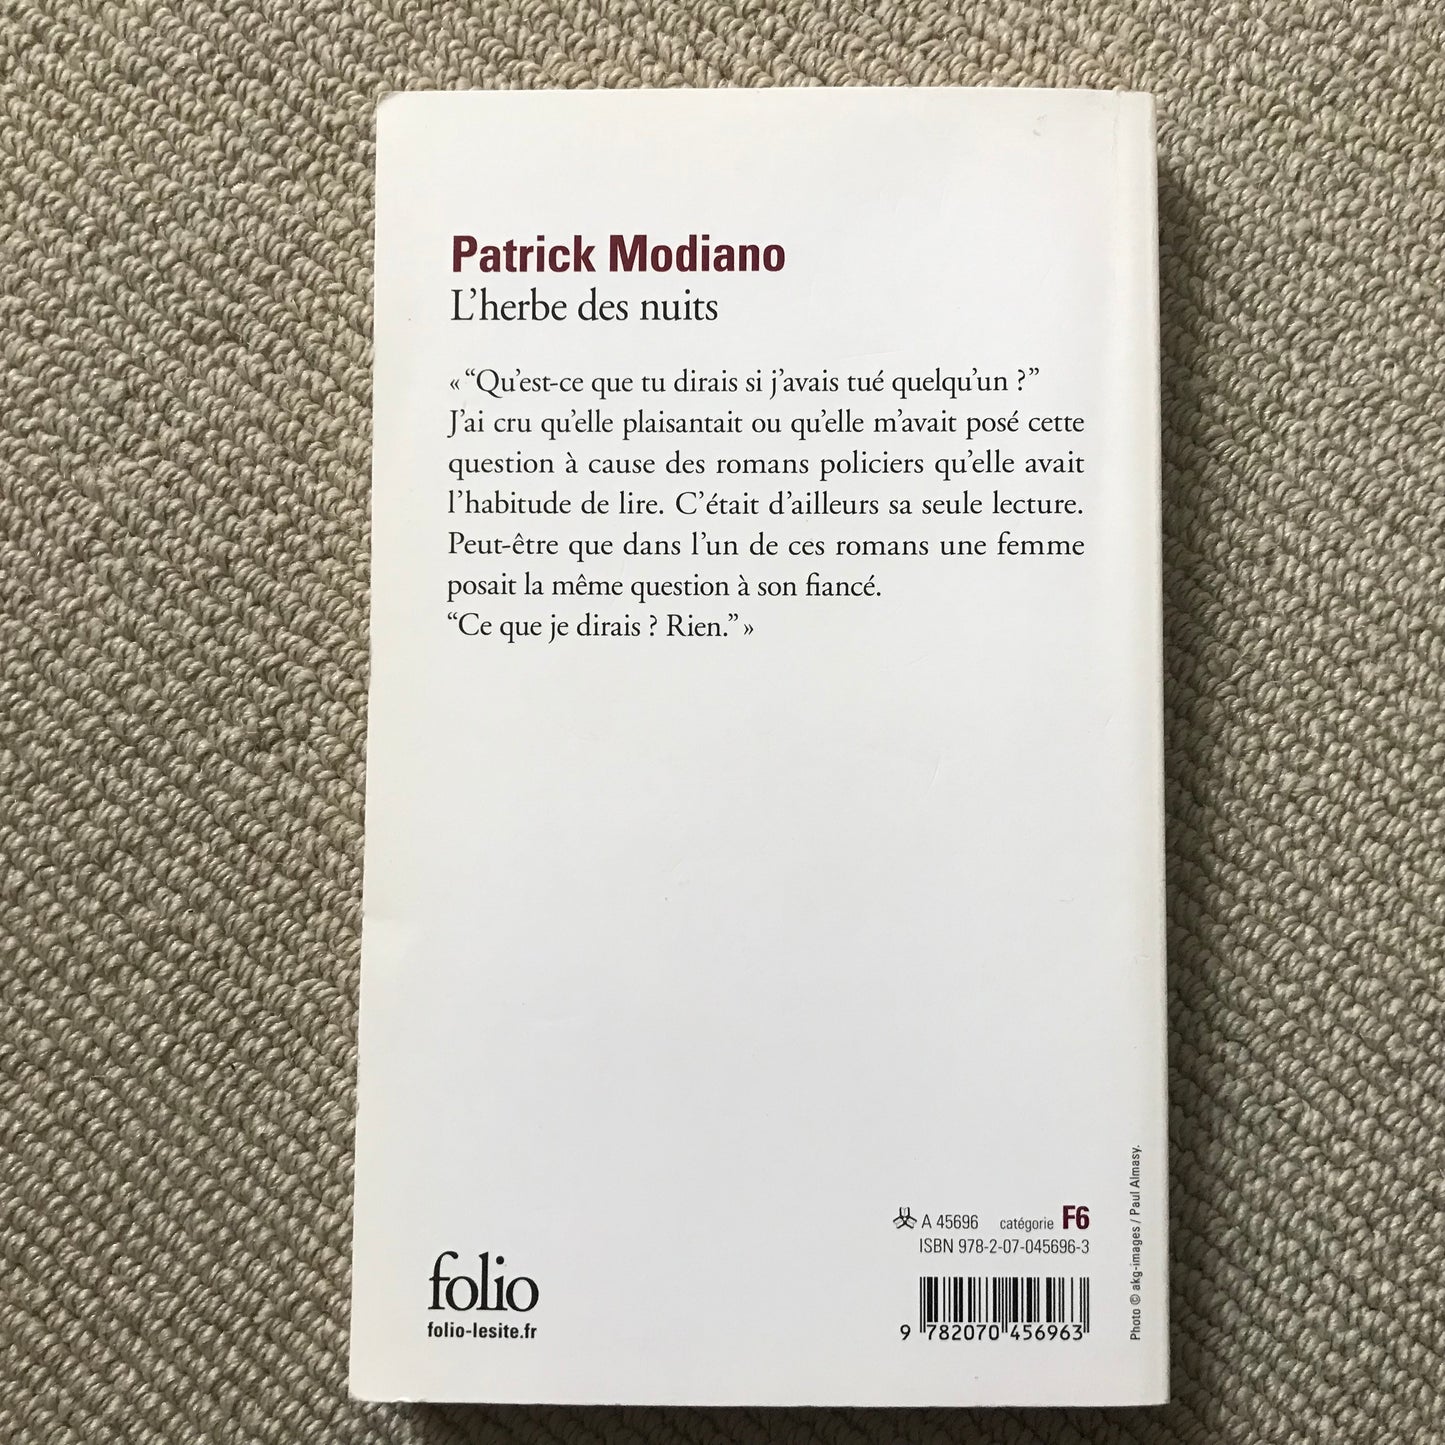 Patrick Modiano
L’herbe des nuits
« “Qu’est-ce que tu dirais si j’avais tué quelqu’un ?”
J’ai cru qu’elle plaisantait ou qu’elle m’avait posé cette
question à cause des romans policiers qu’elle avait
l’habitude de lire. C’était d’ailleurs sa seule lecture.
Peut-être que dans l’un de ces romans une femme
posait la même question à son fiancé.
“Ce que je dirais ? Rien.” »
A 45696 catégorie F6
ISBN 978-2-07-045696-3
folio
folio-lesite.fr
9 782070 456963
Photo © akg-images / Paul Almasy.